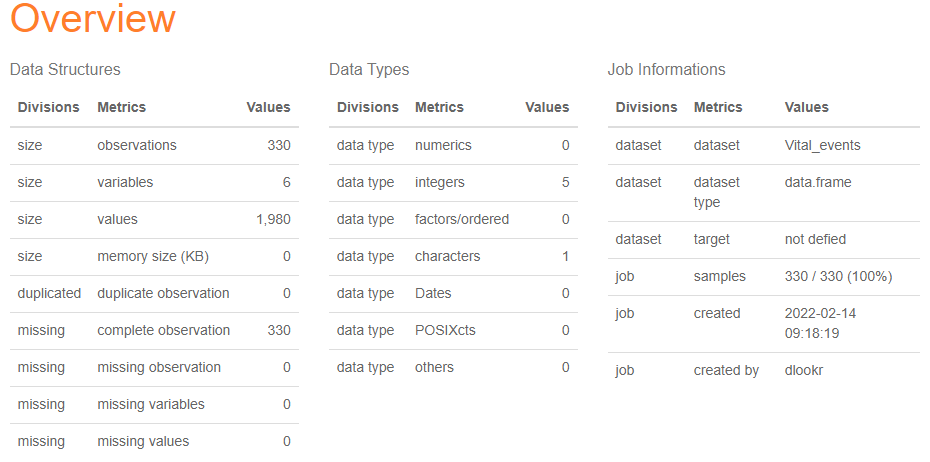 Overview
Data Structures
Divisions Metrics Values
size observations 330
size variables 6
size values 1,980
size memory size (KB) 0
duplicated duplicate observation 0
missing complete observation 330
missing missing observation 0
missing missing variables 0
missing missing values 0
Data Types
Divisions Metrics Values
data type numerics 0
data type integers 5
data type factors/ordered 0
data type characters 1
data type Dates 0
data type POSIXcts 0
data type others 0
Job Informations
Divisions Metrics Values
dataset dataset Vital_events
dataset dataset data.frame
type
dataset target not defied
job samples 330 / 330 (100%)
job created 2022-02-14
09:18:19
job created by dlookr